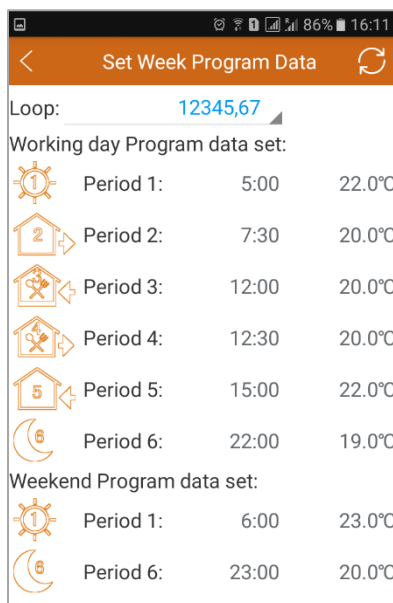 86% 16:11
Set Week Program Data
Loop: 12345,67
Working day Program data set:
1 Period 1: 5:00 22.0℃
2 Period 2: 7:30 20.0℃
3 Period 3: 12:00 20.0℃
4 Period 4: 12:30 20.0℃
5 Period 5: 15:00 22.0℃
6 Period 6: 22:00 19.0℃
Weekend Program data set:
1 Period 1: 6:00 23.0℃
6 Period 6: 23:00 20.0℃